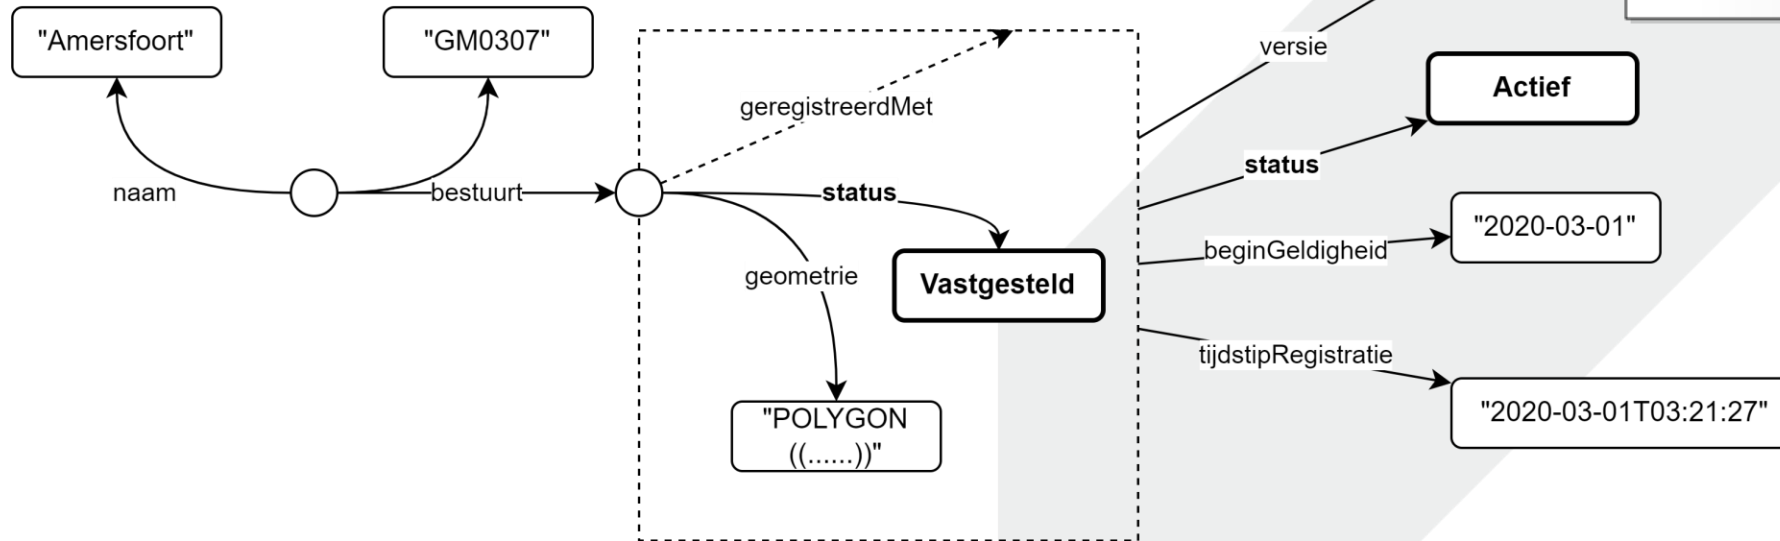 "Amersfoort"
"GM0307"
versie
Actief
geregistreerdMet
status
naam
bestuurt
status
"2020-03-01"
beginGeldigheid
geometrie
Vastgesteld
tijdstipRegistratie
"POLYGON
((......))"
"2020-03-01T03:21:27"